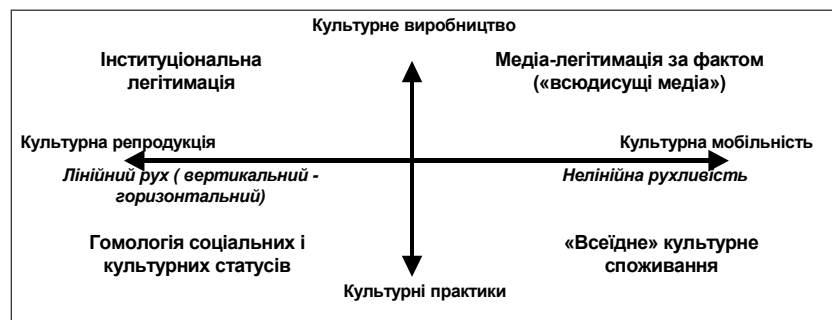 Культурне виробництво
Інституціональна
легітимація
Медіа-легітимація за фактом
(«всюдисущі медіа»)
Культурна репродукція
Культурна мобільність
Лінійний рух ( вертикальний -
горизонтальний)
Нелінійна рухливість
Гомологія соціальних і
культурних статусів
«Всеїдне» культурне
споживання
Культурні практики